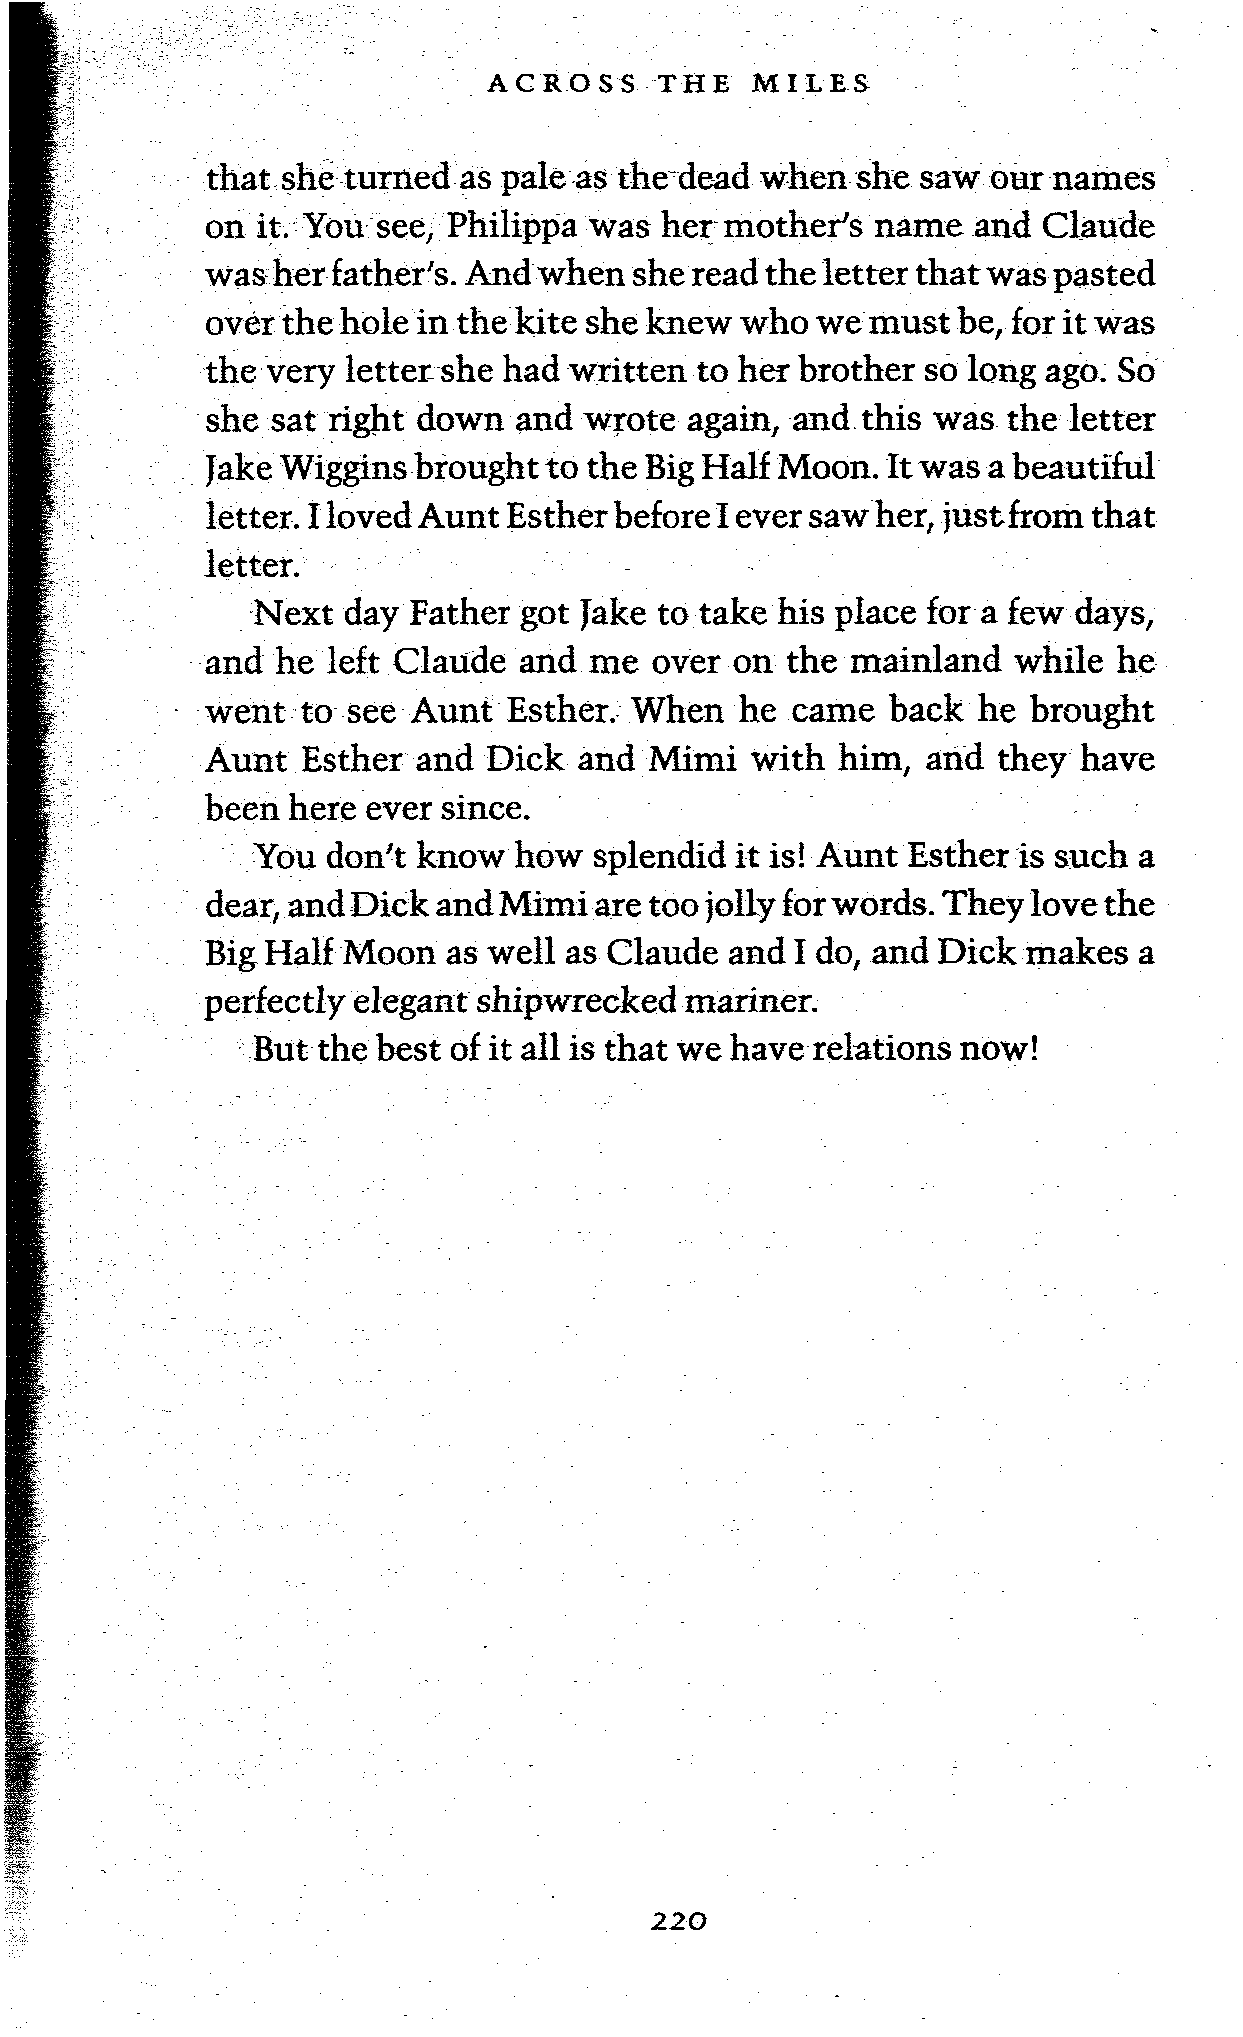 ACROSS THE MILES
that she turned as pale as the dead when she saw our names
on it. You see, Philippa was her mother's name and Claude
was her father's. And when she read the letter that was pasted
over the hole in the kite she knew who we must be, for it was
the very letter she had written to her brother so long ago. So
she sat right down and wrote again, and this was the letter
Jake Wiggins brought to the Big Half Moon. It was a beautiful
letter. I loved Aunt Esther before I ever saw her, just from that
letter.
Next day Father got Jake to take his place for a few days,
and he left Claude and me over on the mainland while he
went to see Aunt Esther. When he came back he brought
Aunt Esther and Dick and Mimi with him, and they have
been here ever since.
You don't know how splendid it is! Aunt Esther is such a
dear, and Dick and Mimi are too jolly for words. They love the
Big Half Moon as well as Claude and I do, and Dick makes a
perfectly elegant shipwrecked mariner.
But the best of it all is that we have relations now!
220